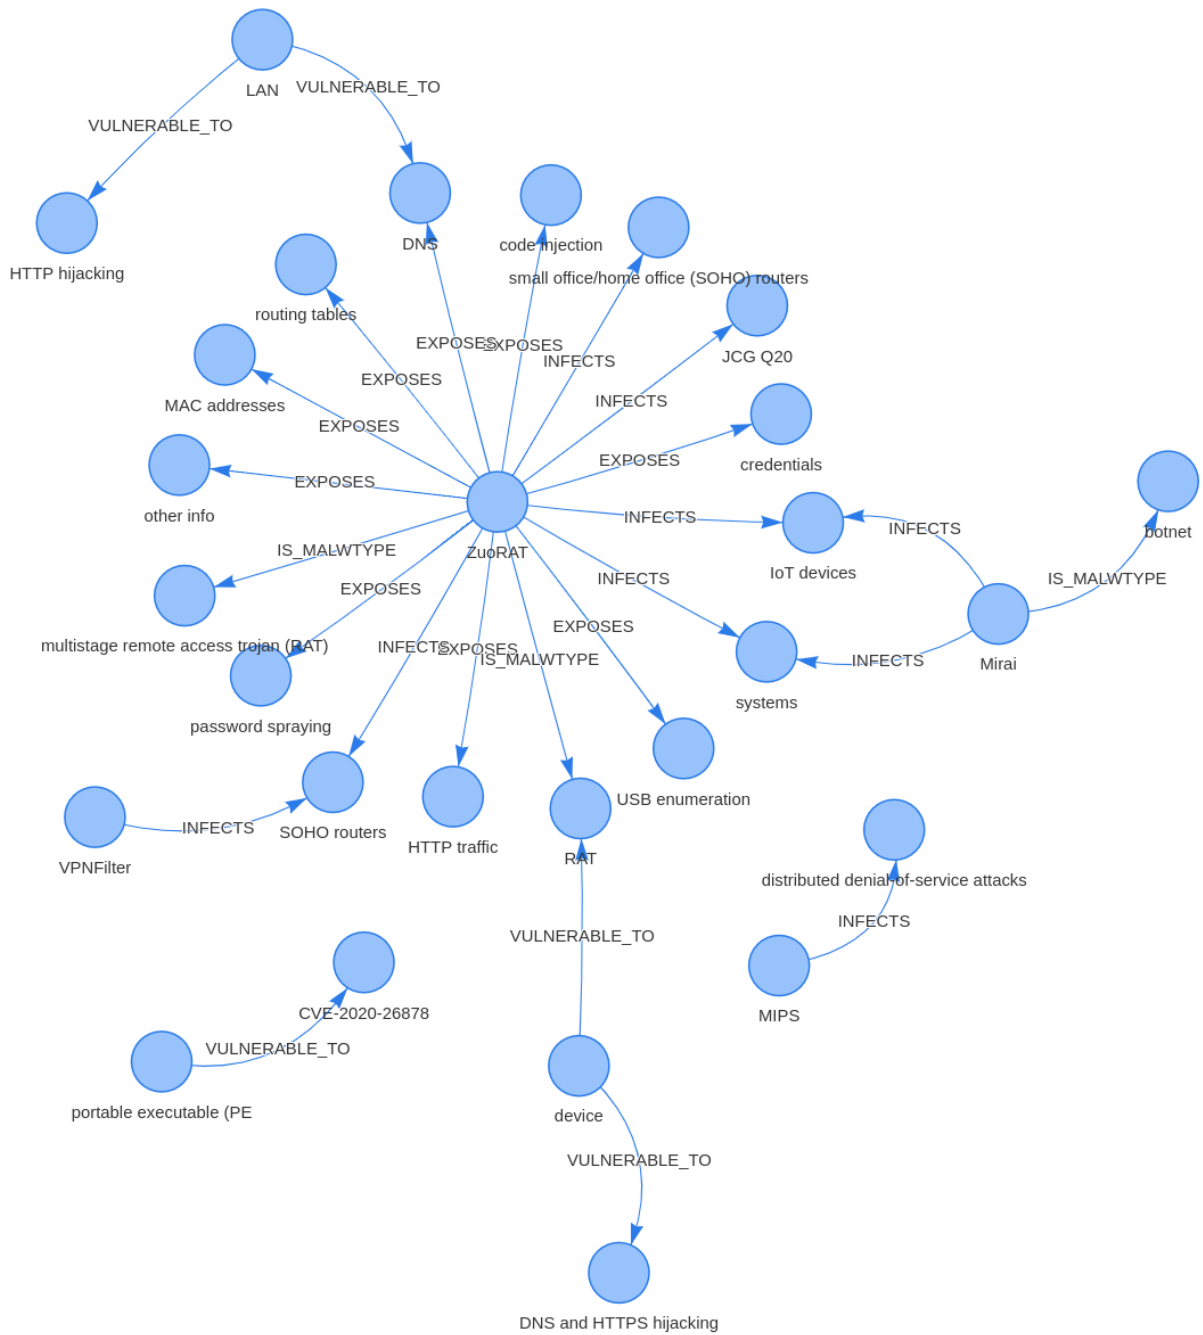 LAN
VULNERABLE_TO
VULNERABLE_TO
HTTP hijacking
DNS
code injection
small office/home office (SOHO) routers
routing tables
EXPOSES
EXPOSES
INFECTS
JCG Q20
EXPOSES
MAC addresses
INFECTS
EXPOSES
EXPOSES
credentials
EXPOSES
other info
INFECTS
INFECTS
botnet
ZuoRAT
IS_MALWTYPE
IoT devices
INFECTS
IS_MALWTYPE
EXPOSES
EXPOSES
multistage remote access trojan (RAT)
INFECTS
EXPOSES
IS_MALWTYPE
INFECTS
Mirai
systems
password spraying
USB enumeration
INFECTS
SOHO routers
HTTP traffic
RAT
VPNFilter
distributed denial-of-service attacks
INFECTS
VULNERABLE_TO
CVE-2020-26878
MIPS
VULNERABLE_TO
portable executable (PE
device
VULNERABLE_TO
DNS and HTTPS hijacking